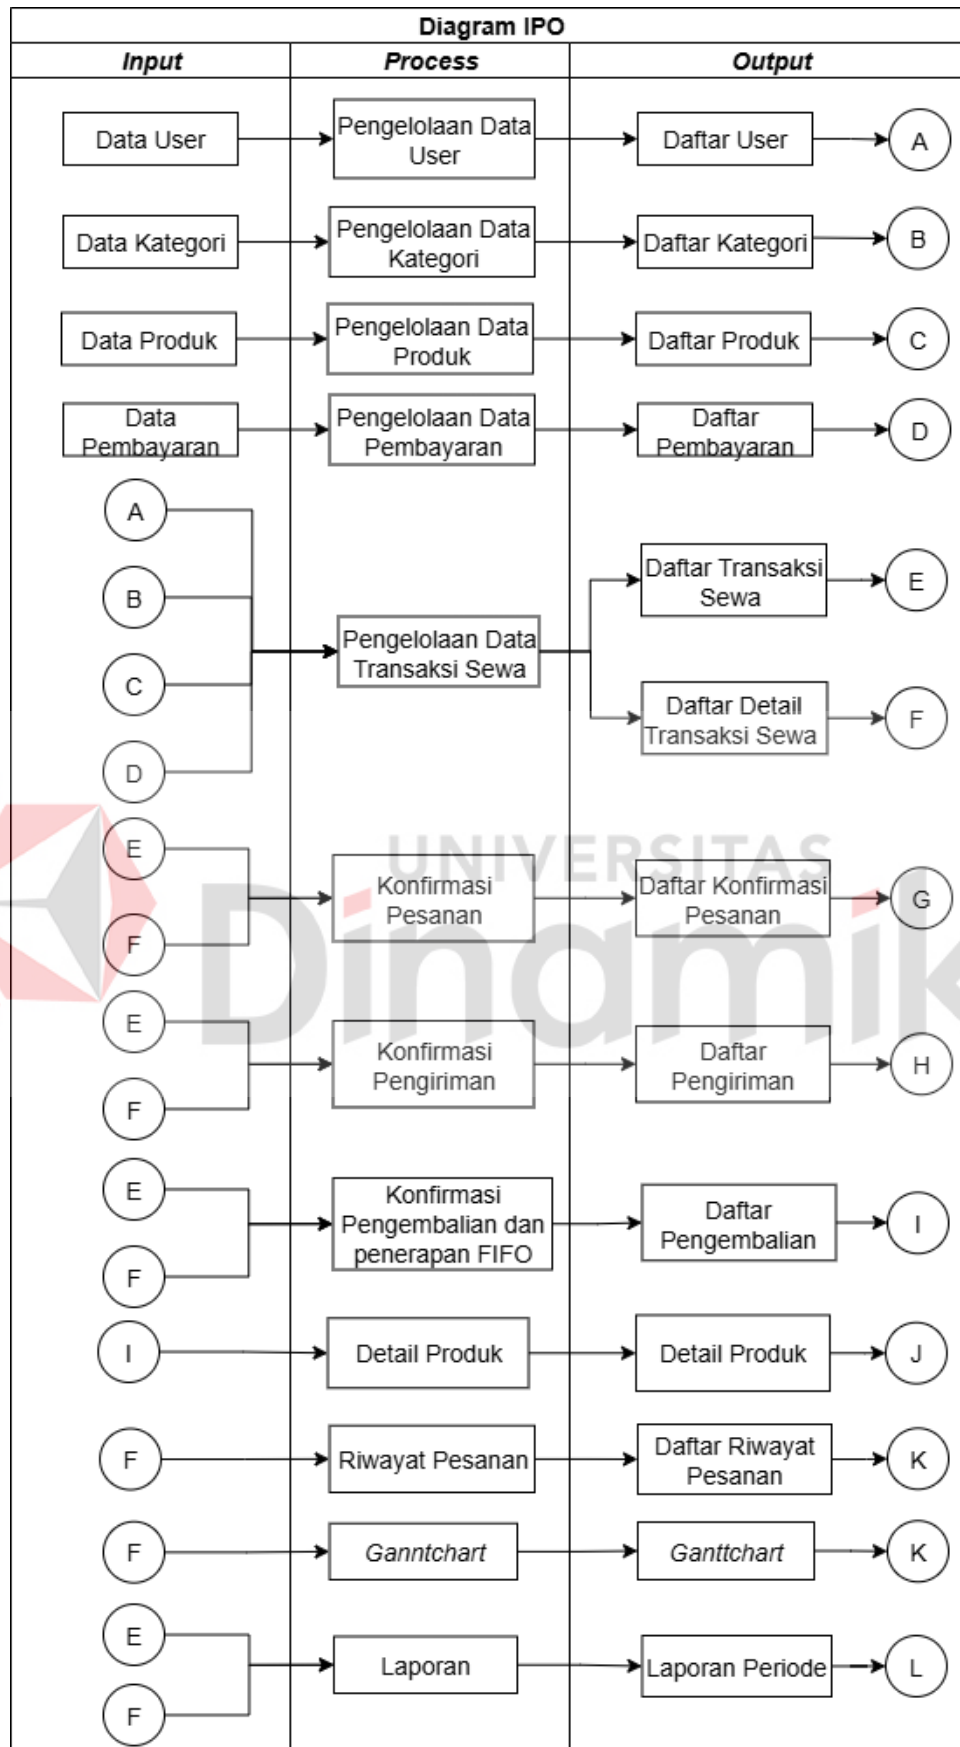 Diagram IPO
Input
Process
Output
Data User
Pengelolaan Data
User
Daftar User
A
Data Kategori
Pengelolaan Data
Kategori
Daftar Kategori
B
Data Produk
Pengelolaan Data
Produk
Daftar Produk
C
Data
Pembayaran
Pengelolaan Data
Pembayaran
Daftar
Pembayaran
D
A
B
C
D
Pengelolaan Data
Transaksi Sewa
Daftar Transaksi
Sewa
E
Daftar Detail
Transaksi Sewa
F
UNIVERSITAS
Dinamik
E
F
Konfirmasi
Pesanan
Daftar Konfirmasi
Pesanan
G
E
F
Konfirmasi
Pengiriman
Daftar
Pengiriman
H
E
F
Konfirmasi
Pengembalian dan
penerapan FIFO
Daftar
Pengembalian
I
I
Detail Produk
Detail Produk
J
F
Riwayat Pesanan
Daftar Riwayat
Pesanan
K
F
Ganntchart
Ganttchart
K
E
F
Laporan
Laporan Periode
L